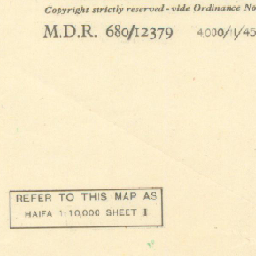 Copyright strictly reserved - vide Ordinance No
M.D.R. 680/12379 4000/11/45
REFER TO THIS MAP AS
HAIFA 1:10,000 SHEET I